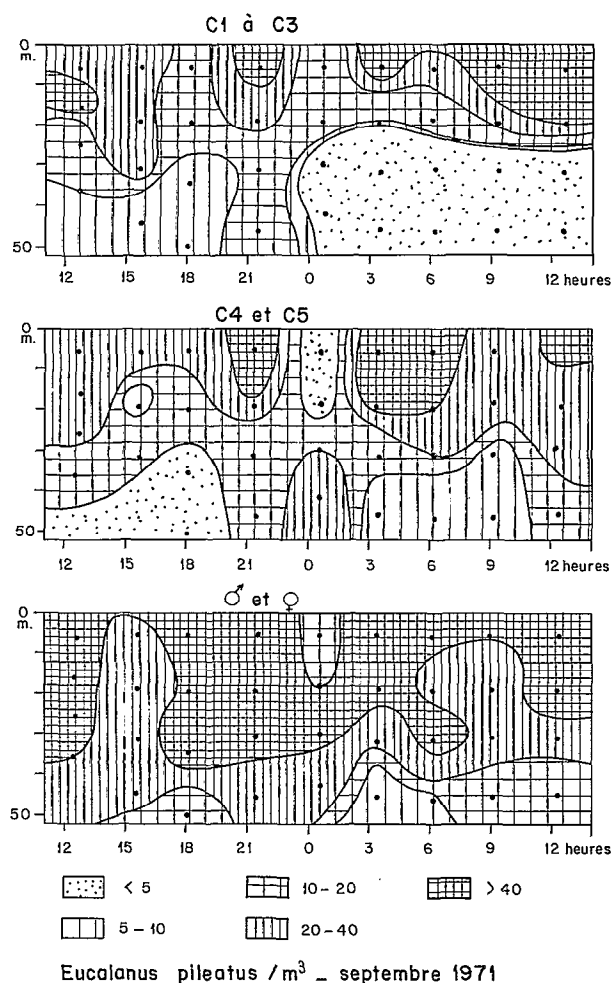 C1 à C3
0
m.
50
12 15 18 21 0 3 6 9 12 heures
C4 et C5
0
m.
50
12 15 18 21 0 3 6 9 12 heures
♂ et ♀
0
m.
50
12 15 18 21 0 3 6 9 12 heures
< 5 10-20 > 40
5-10 20-40
Eucalanus pileatus /m³ _ septembre 1971